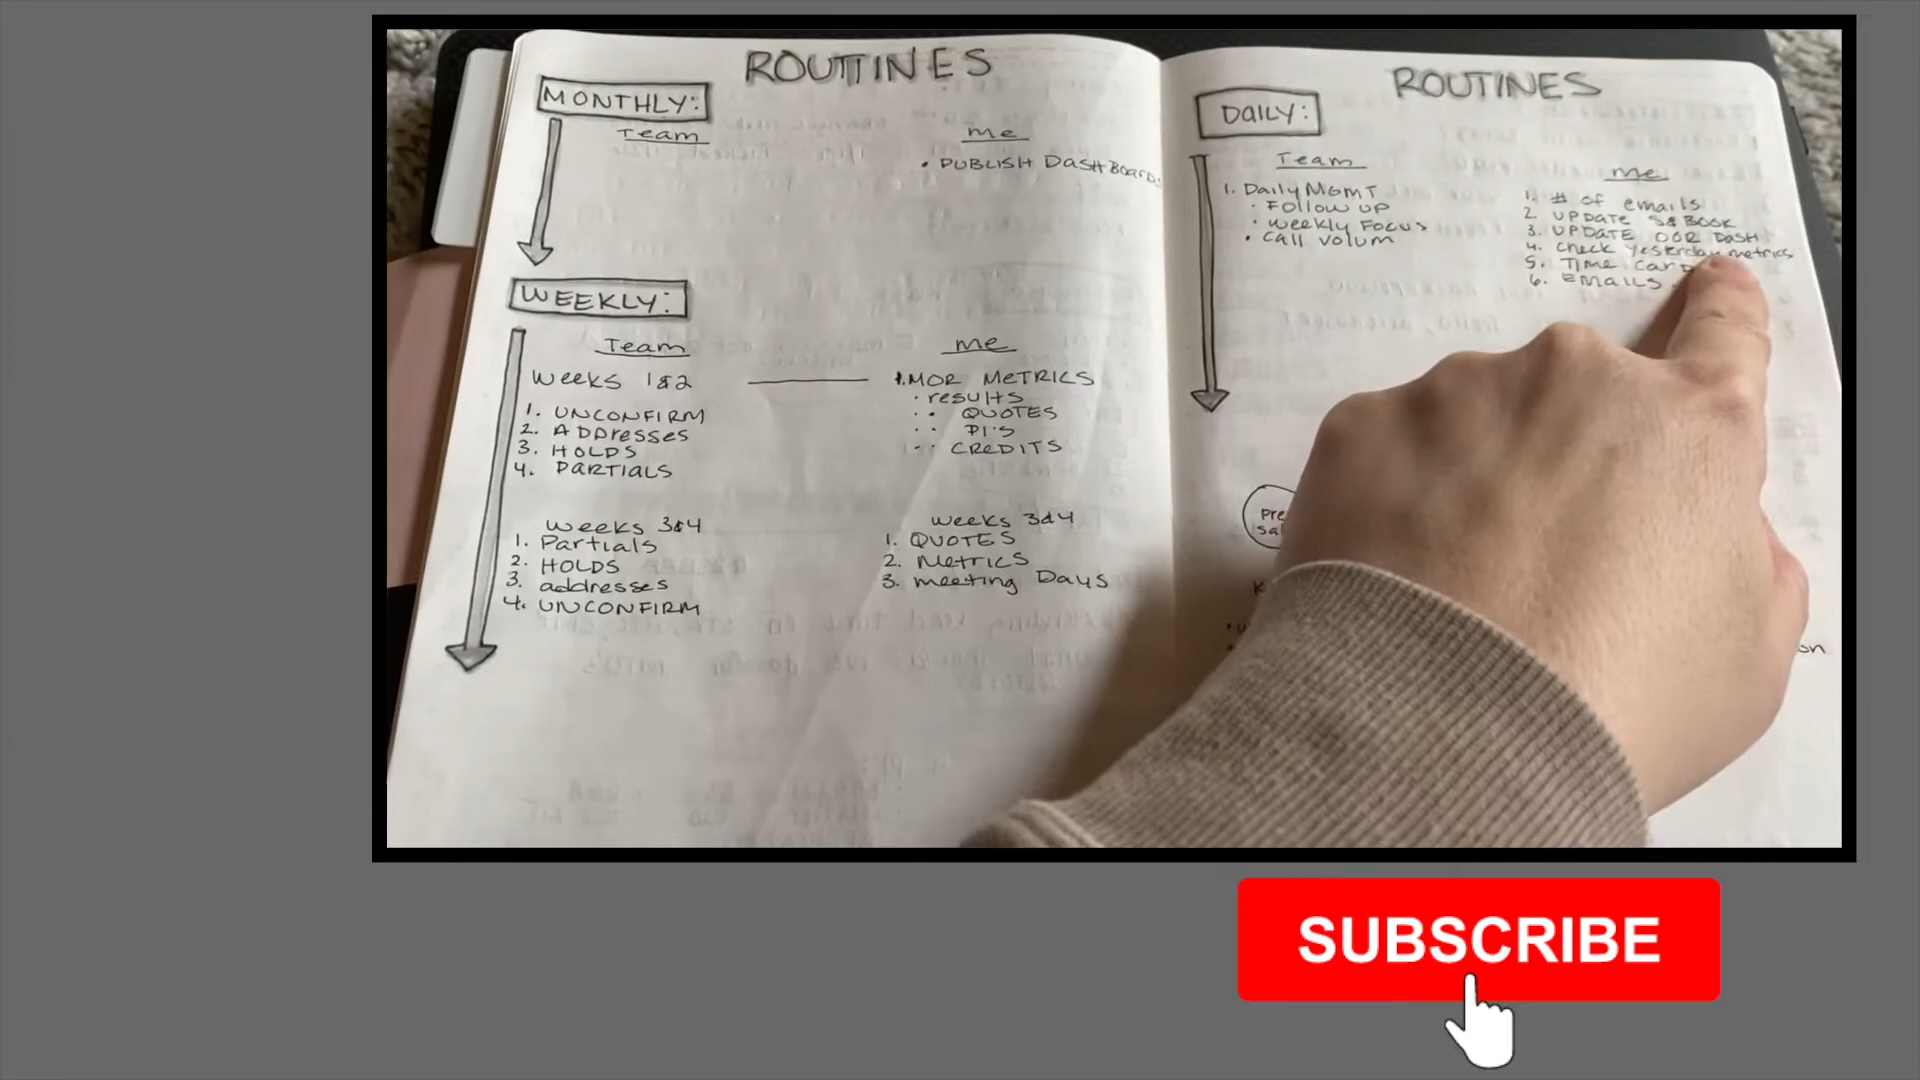 ROUTINES
MONTHLY:
Team
me
• PUBLISH DASHBOARDS
WEEKLY:
Team
me
Weeks 1&2
1. UNCONFIRM
2. ADDresses
3. HOLDS
4. PARTIALS
1. MOR METRICS
· results
·· QUOTES
·· PI'S
·· CREDITS
Weeks 3&4
1. Partials
2. HOLDS
3. addresses
4. UNCONFIRM
weeks 3&4
1. QUOTES
2. METRICS
3. meeting Days
ROUTINES
DAILY:
Team
1. Daily MGMT
• Follow up
• weekly Focus
• call volum
me
1. # of emails
2. UPDATE S&BOOK
3. UPDATE OOR DASH
4. check yesterday metrics
5. Time card
6. EMAILS
SUBSCRIBE